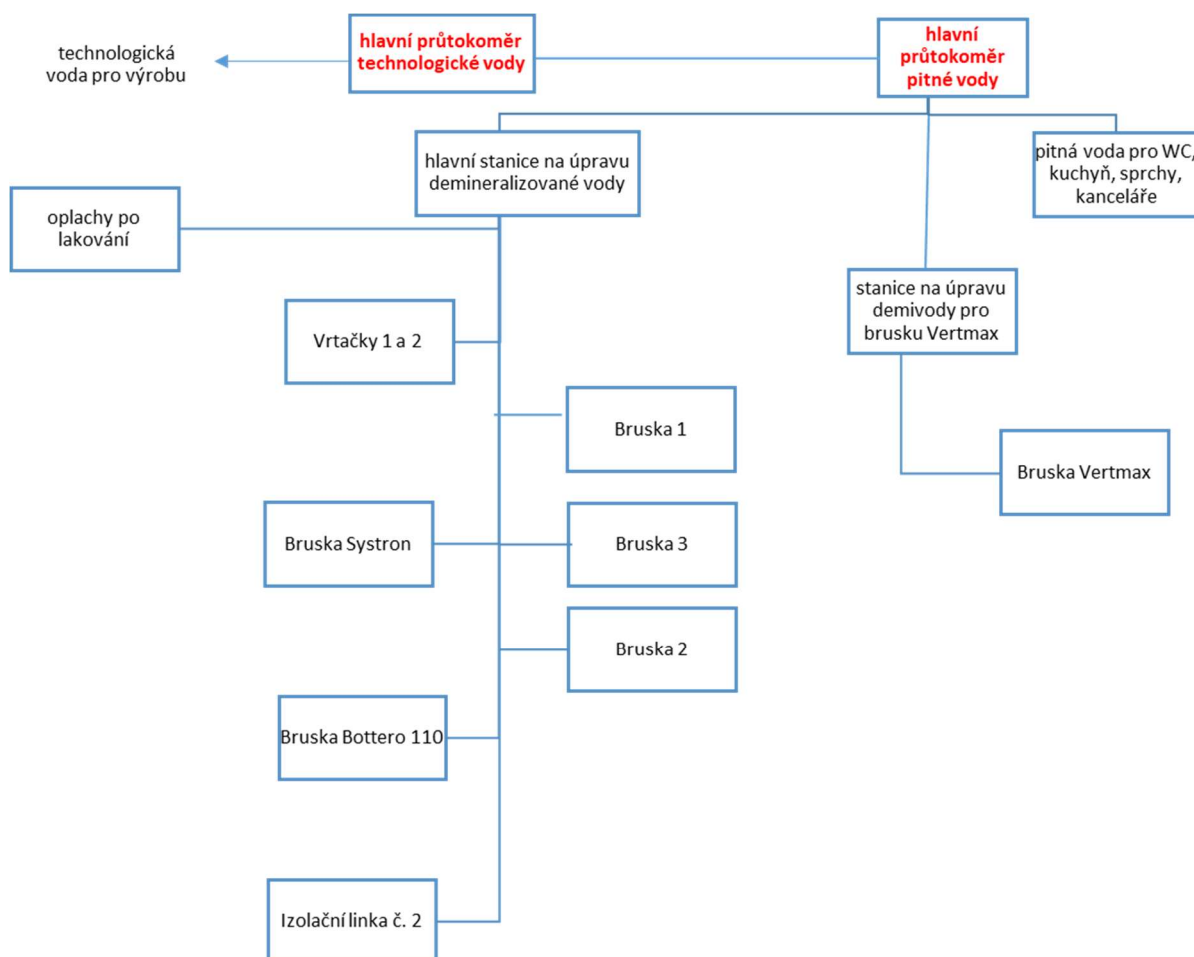 technologická
voda pro výrobu
hlavní průtokoměr
technologické vody
hlavní
průtokoměr
pitné vody
hlavní stanice na úpravu
demineralizované vody
pitná voda pro WC,
kuchyň, sprchy,
kanceláře
oplachy po
lakování
stanice na úpravu
demivody pro
brusku Vertmax
Vrtačky 1 a 2
Bruska 1
Bruska Vertmax
Bruska Systron
Bruska 3
Bruska 2
Bruska Bottero 110
Izolační linka č. 2